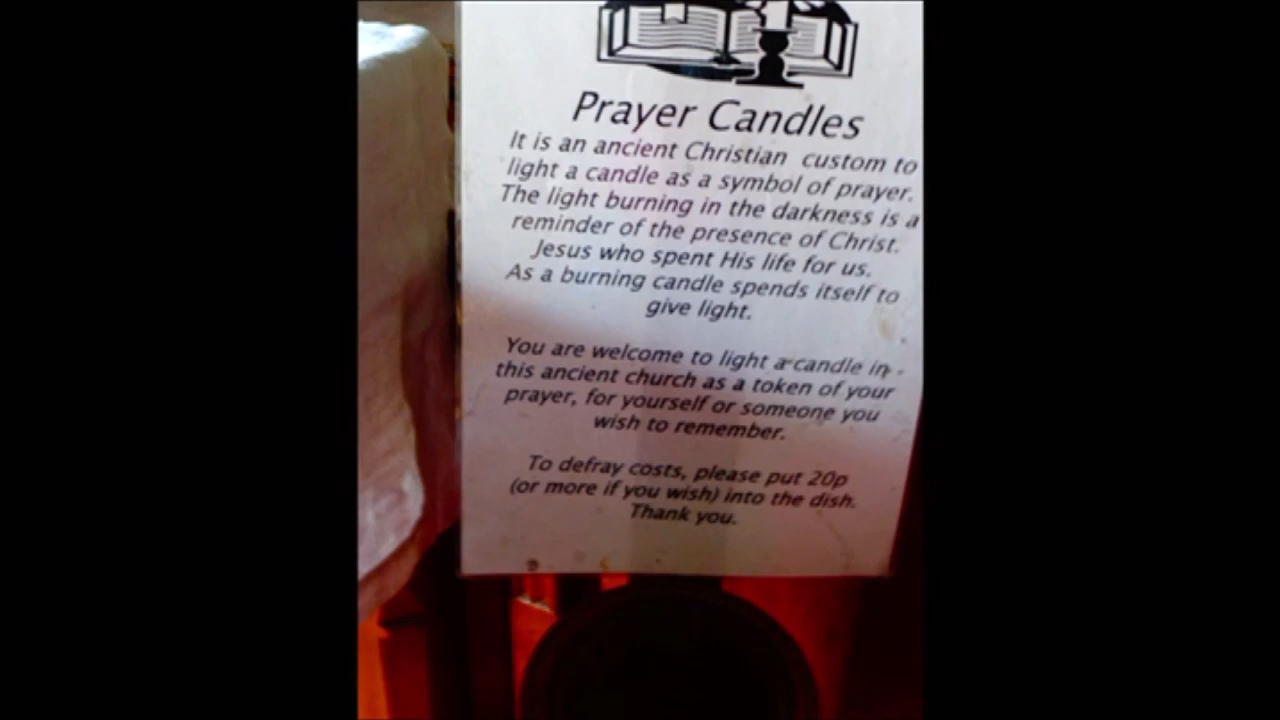 Prayer Candles
It is an ancient Christian custom to
light a candle as a symbol of prayer.
The light burning in the darkness is a
reminder of the presence of Christ.
Jesus who spent His life for us.
As a burning candle spends itself to
give light.
You are welcome to light a candle in
this ancient church as a token of your
prayer, for yourself or someone you
wish to remember.
To defray costs, please put 20p
(or more if you wish) into the dish.
Thank you.